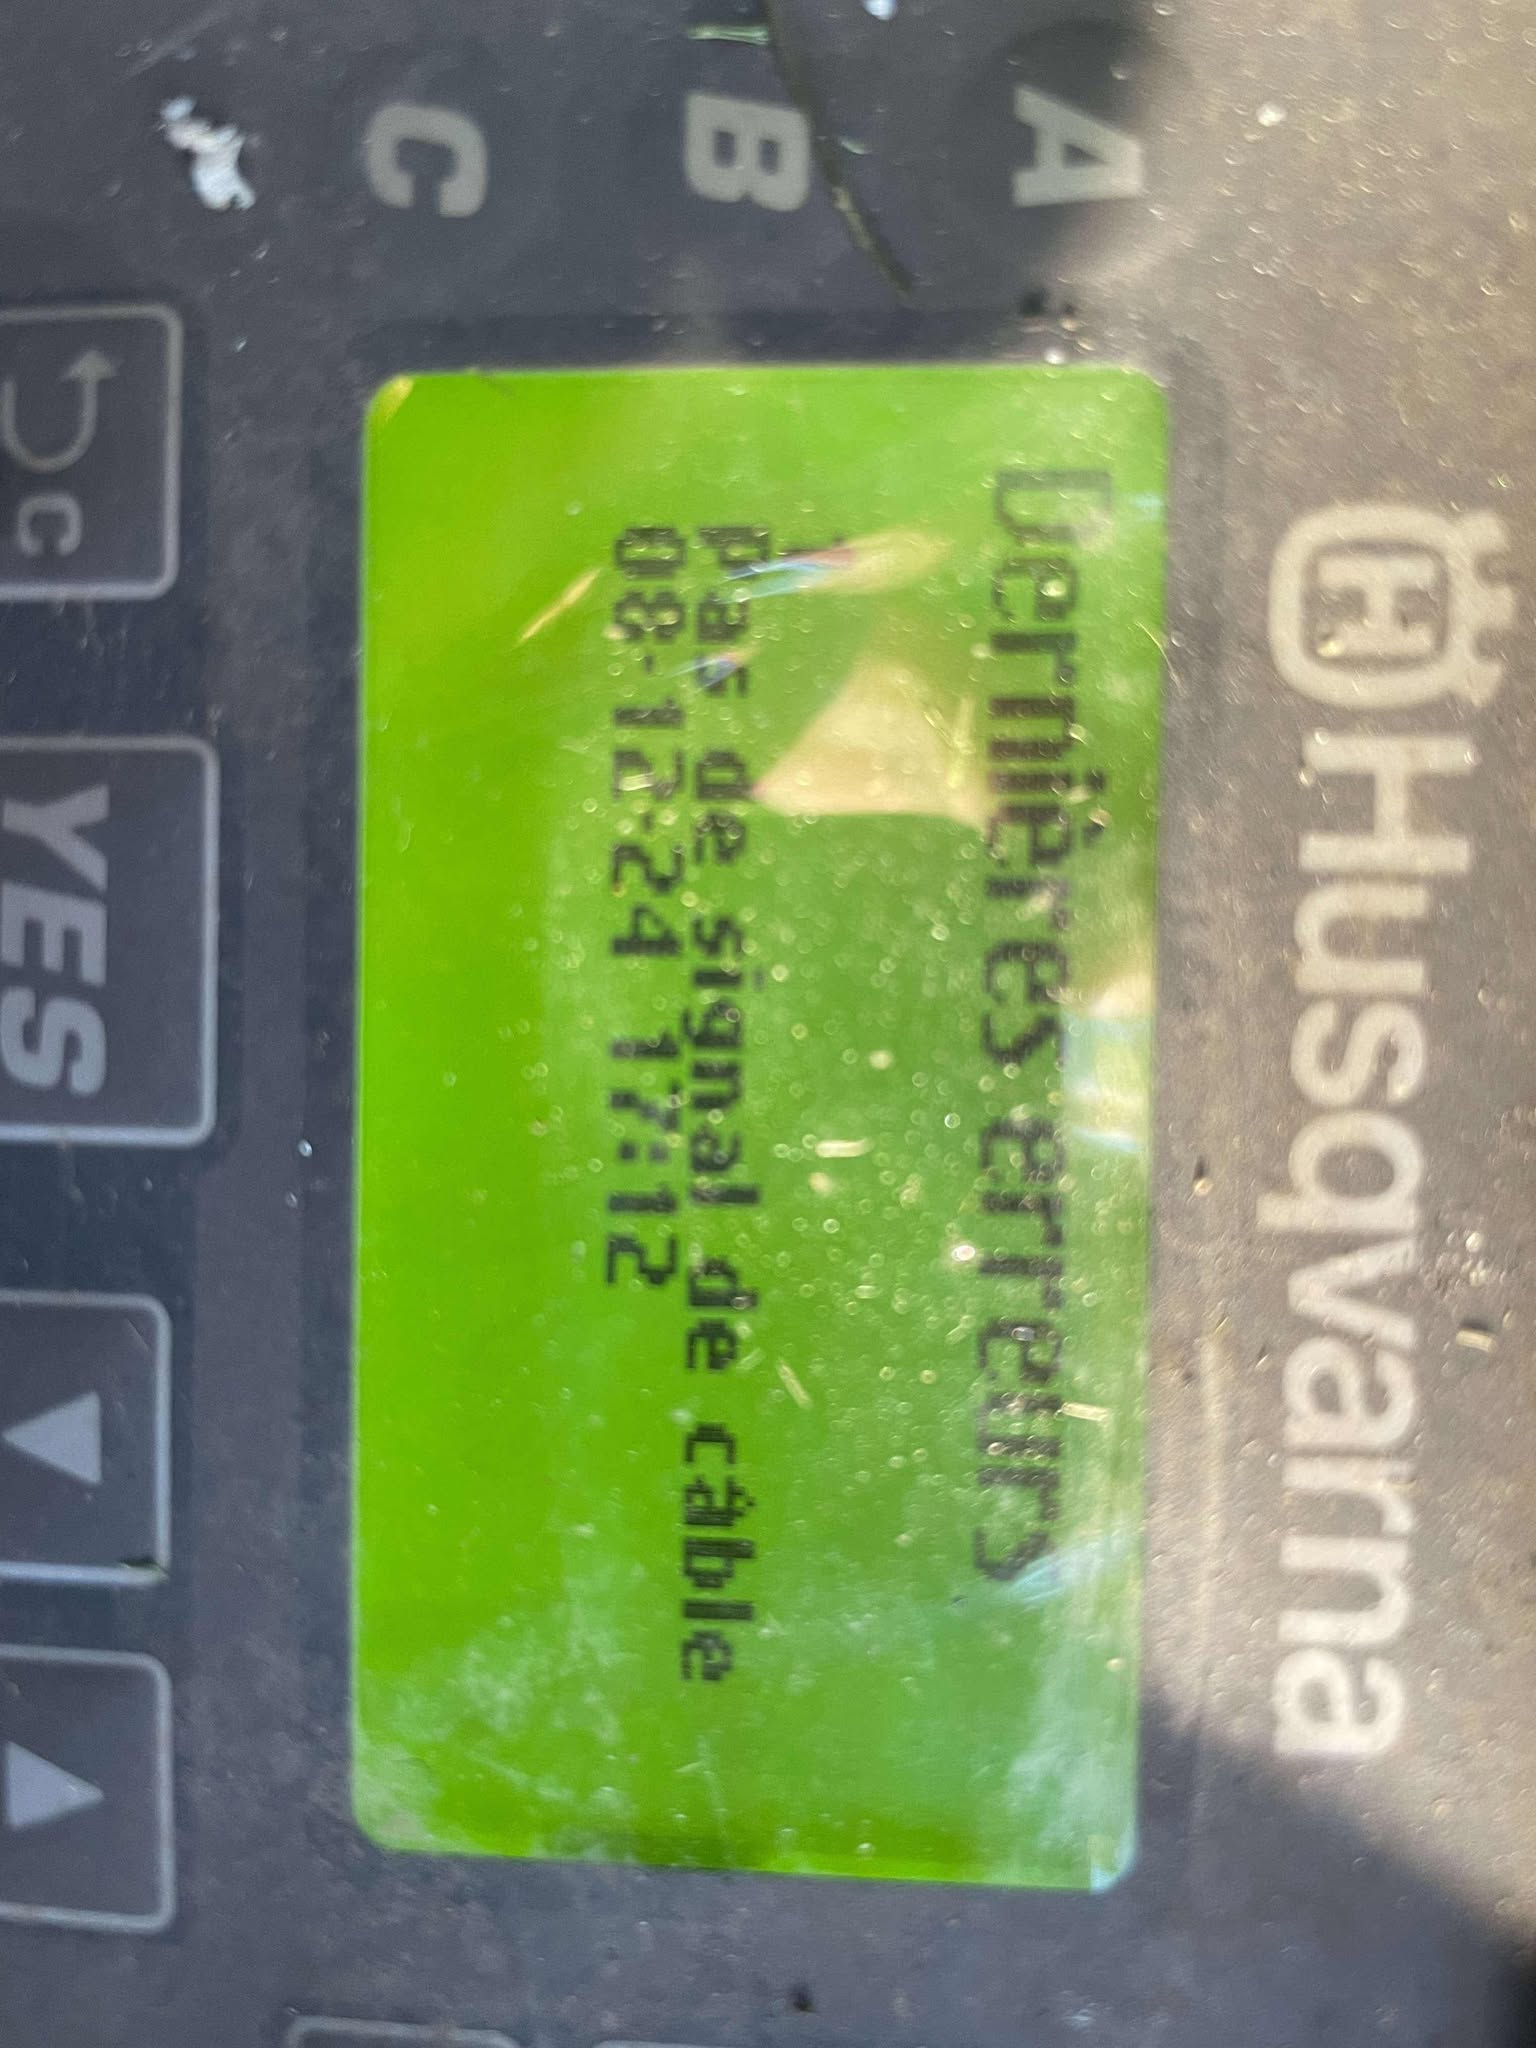 Husqvarna
A
B
C
Dernières erreurs
Pas de signal de câble
08-12-24 17:12
C
YES